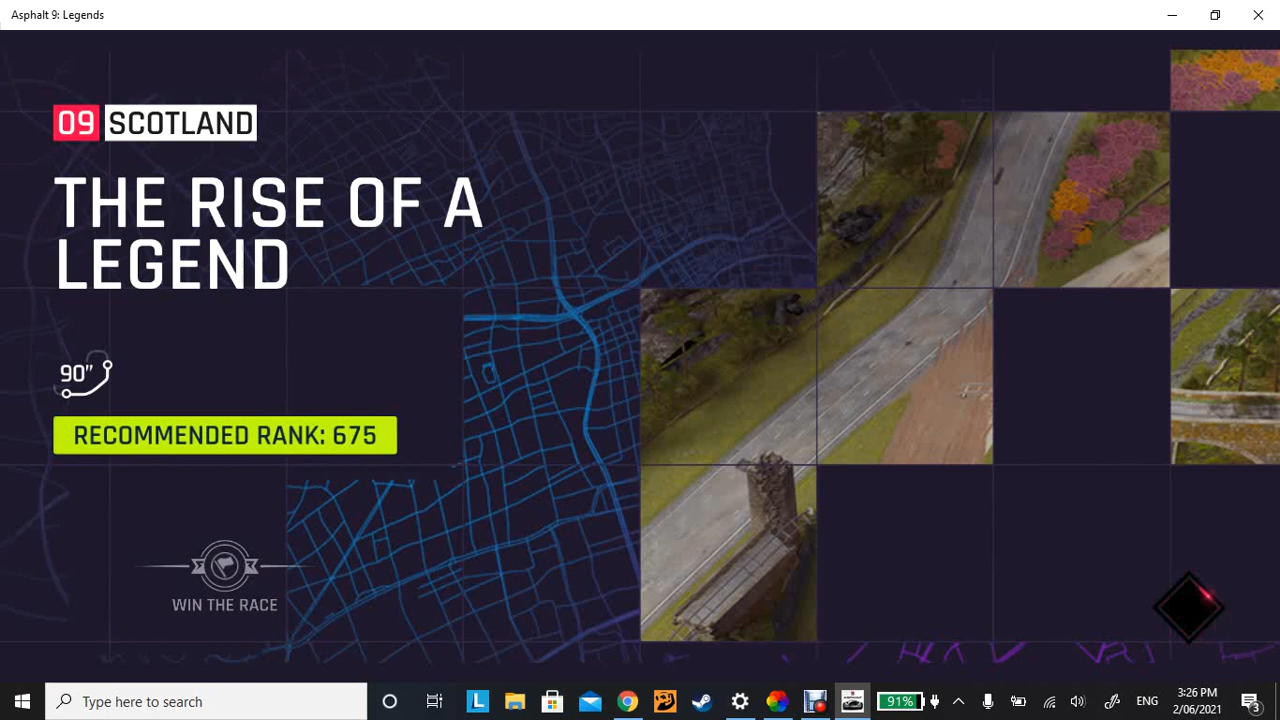 Asphalt 9: Legends
09 SCOTLAND
THE RISE OF A
LEGEND
90”
RECOMMENDED RANK: 675
WIN THE RACE
Type here to search
L
91%
ENG
3:26 PM
2/06/2021
3